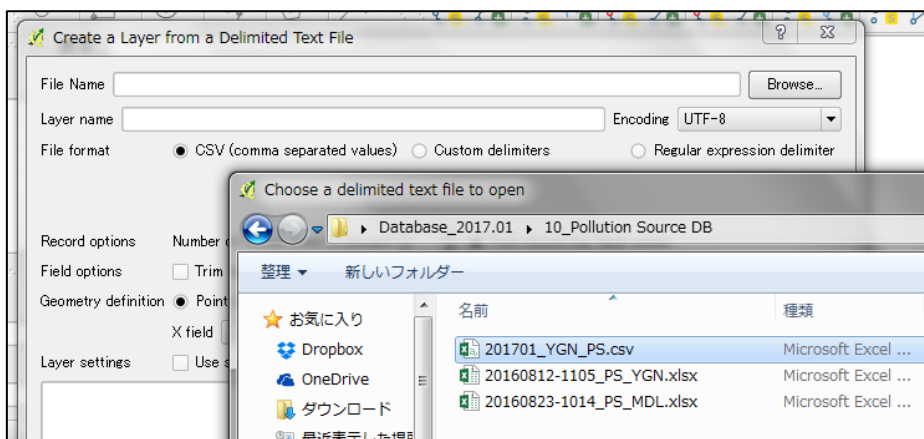 Create a Layer from a Delimited Text File
File Name
Browse...
Layer name
Encoding UTF-8
File format CSV (comma separated values) Custom delimiters Regular expression delimiter
Choose a delimited text file to open
Database_2017.01 10_Pollution Source DB
Record options Number
Field options Trim
整理 新しいフォルダー
Geometry definition Point
お気に入り 名前 種類
X field
Dropbox 201701_YGN_PS.csv Microsoft Excel ...
Layer settings Use s
OneDrive 20160812-1105_PS_YGN.xlsx Microsoft Excel ...
ダウンロード 20160823-1014_PS_MDL.xlsx Microsoft Excel ...